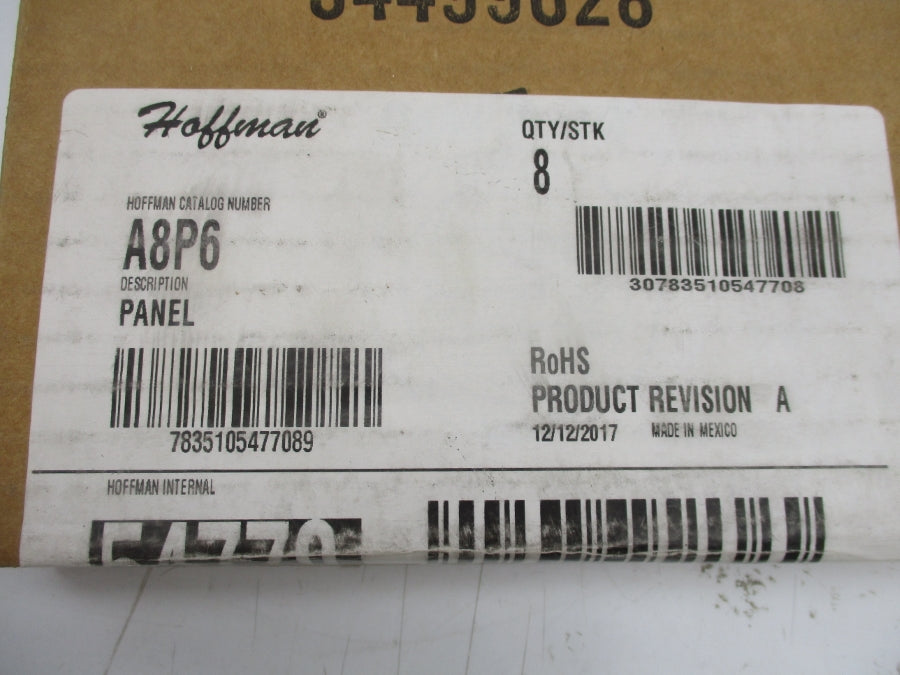 Hoffman®
QTY/STK
8
HOFFMAN CATALOG NUMBER
A8P6
30783510547708
DESCRIPTION
PANEL
RoHS
PRODUCT REVISION A
7835105477089
12/12/2017 MADE IN MEXICO
HOFFMAN INTERNAL